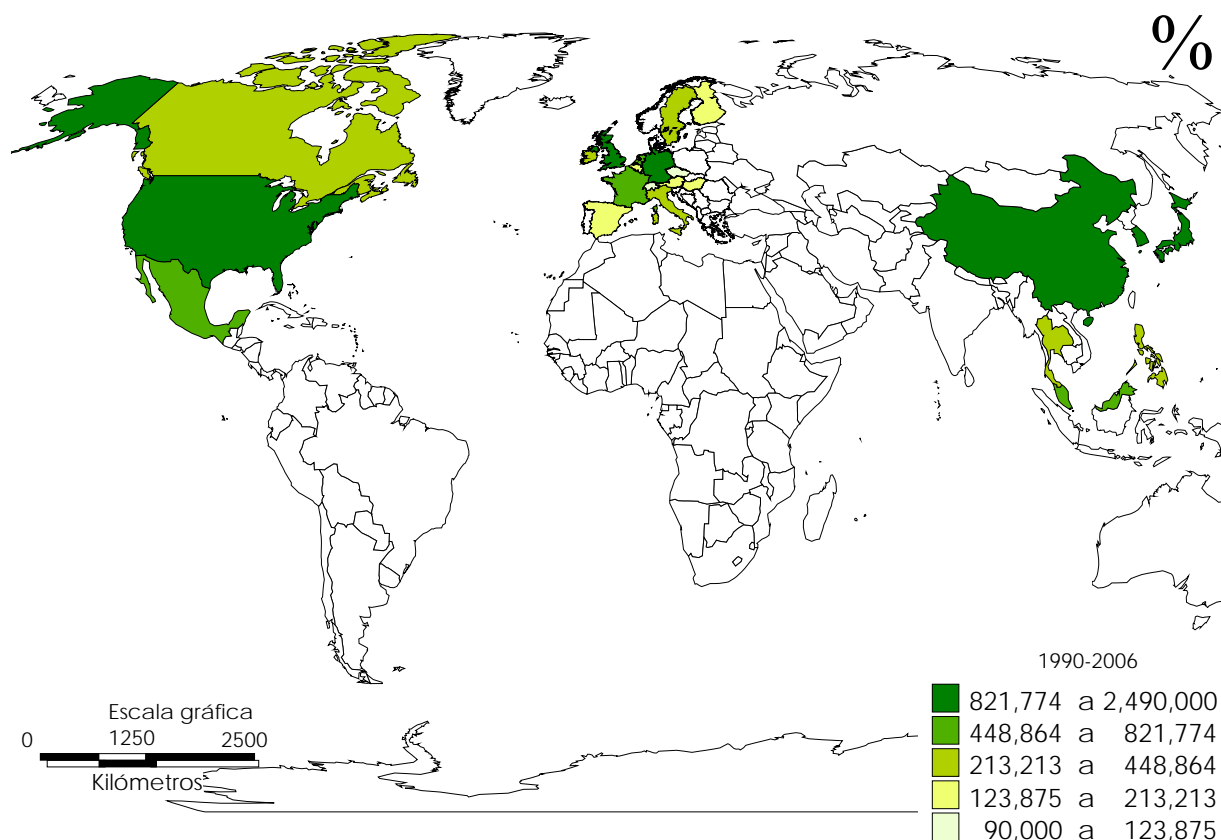 %
1990-2006
821,774 a 2,490,000
448,864 a 821,774
213,213 a 448,864
123,875 a 213,213
90,000 a 123,875
Escala gráfica
0 1250 2500
Kilómetros